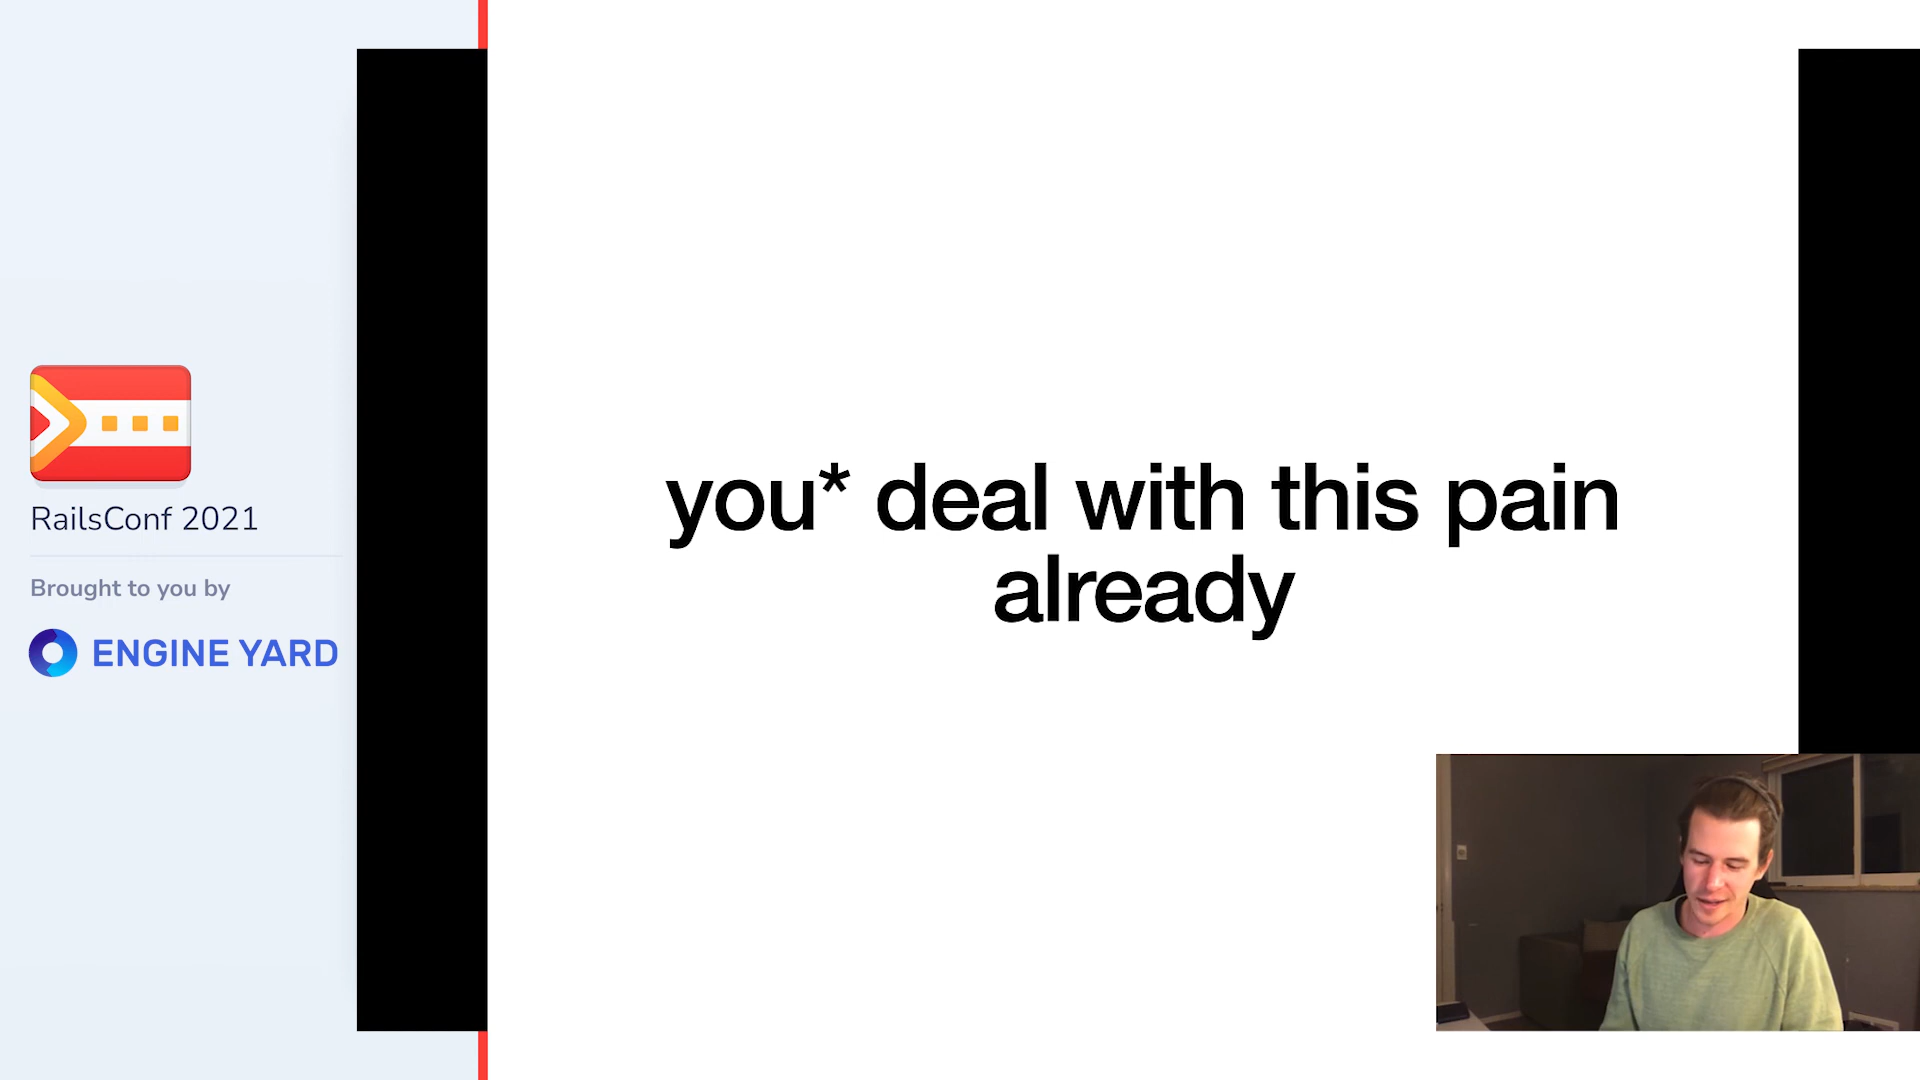 RailsConf 2021
Brought to you by
ENGINE YARD
you* deal with this pain
already